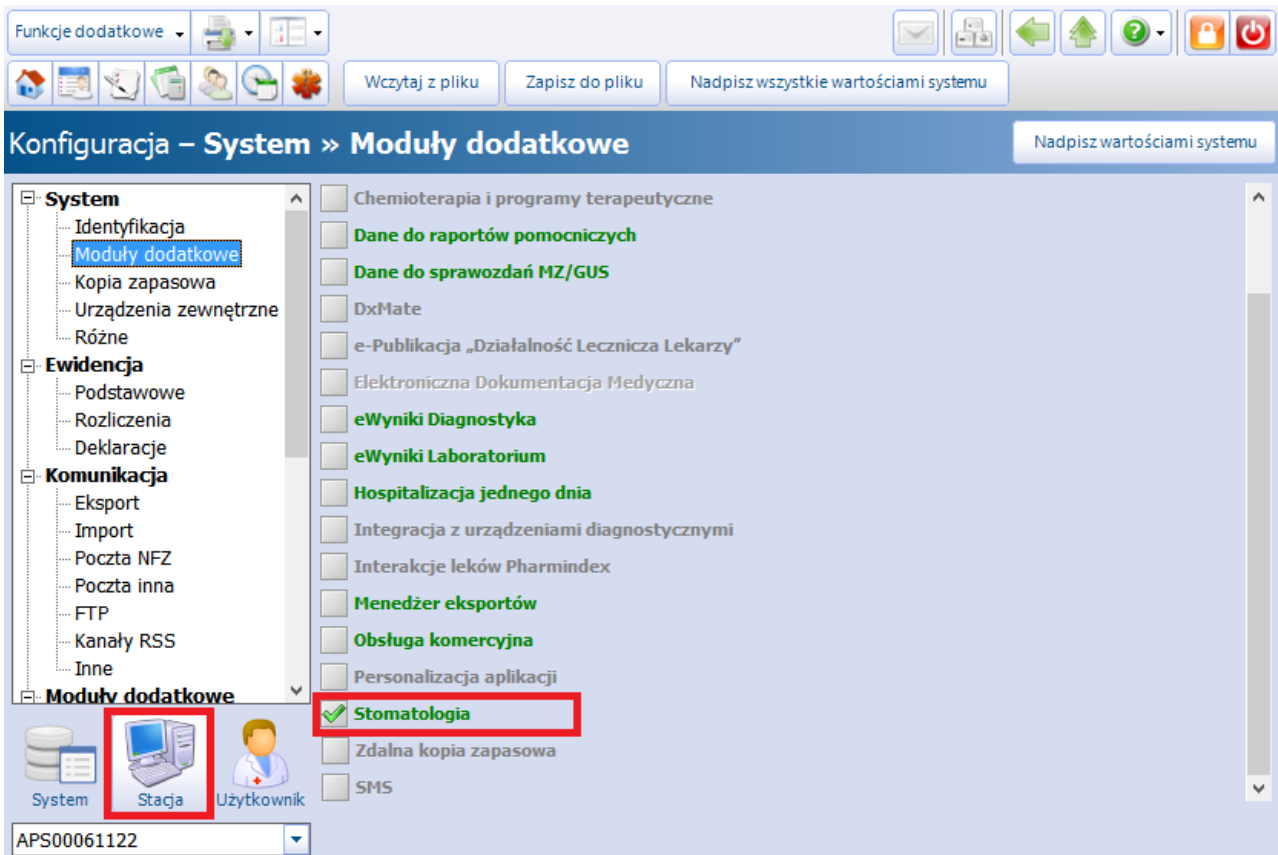 Funkcje dodatkowe
Wczytaj z pliku
Zapisz do pliku
Nadpisz wszystkie wartościami systemu
Konfiguracja – System » Moduły dodatkowe
Nadpisz wartościami systemu
System
Identyfikacja
Moduły dodatkowe
Kopia zapasowa
Urządzenia zewnętrzne
Różne
Ewidencja
Podstawowe
Rozliczenia
Deklaracje
Komunikacja
Eksport
Import
Poczta NFZ
Poczta inna
FTP
Kanały RSS
Inne
Moduły dodatkowe
System
Stacja
Użytkownik
APS00061122
Chemioterapia i programy terapeutyczne
Dane do raportów pomocniczych
Dane do sprawozdań MZ/GUS
DxMate
e-Publikacja „Działalność Lecznicza Lekarzy”
Elektroniczna Dokumentacja Medyczna
eWyniki Diagnostyka
eWyniki Laboratorium
Hospitalizacja jednego dnia
Integracja z urządzeniami diagnostycznymi
Interakcje leków Pharmindex
Menedżer eksportów
Obsługa komercyjna
Personalizacja aplikacji
Stomatologia
Zdalna kopia zapasowa
SMS